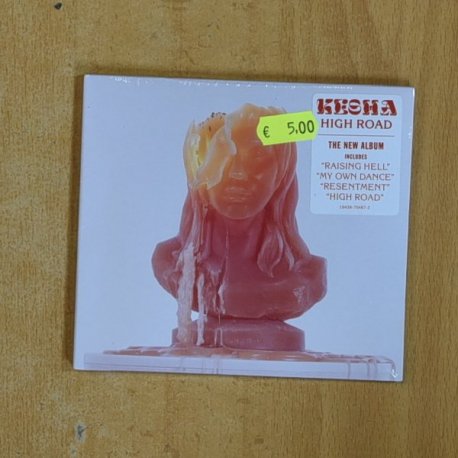 KESHA
HIGH ROAD
THE NEW ALBUM
INCLUDES
"RAISING HELL"
"MY OWN DANCE"
"RESENTMENT"
"HIGH ROAD"
€ 5,00